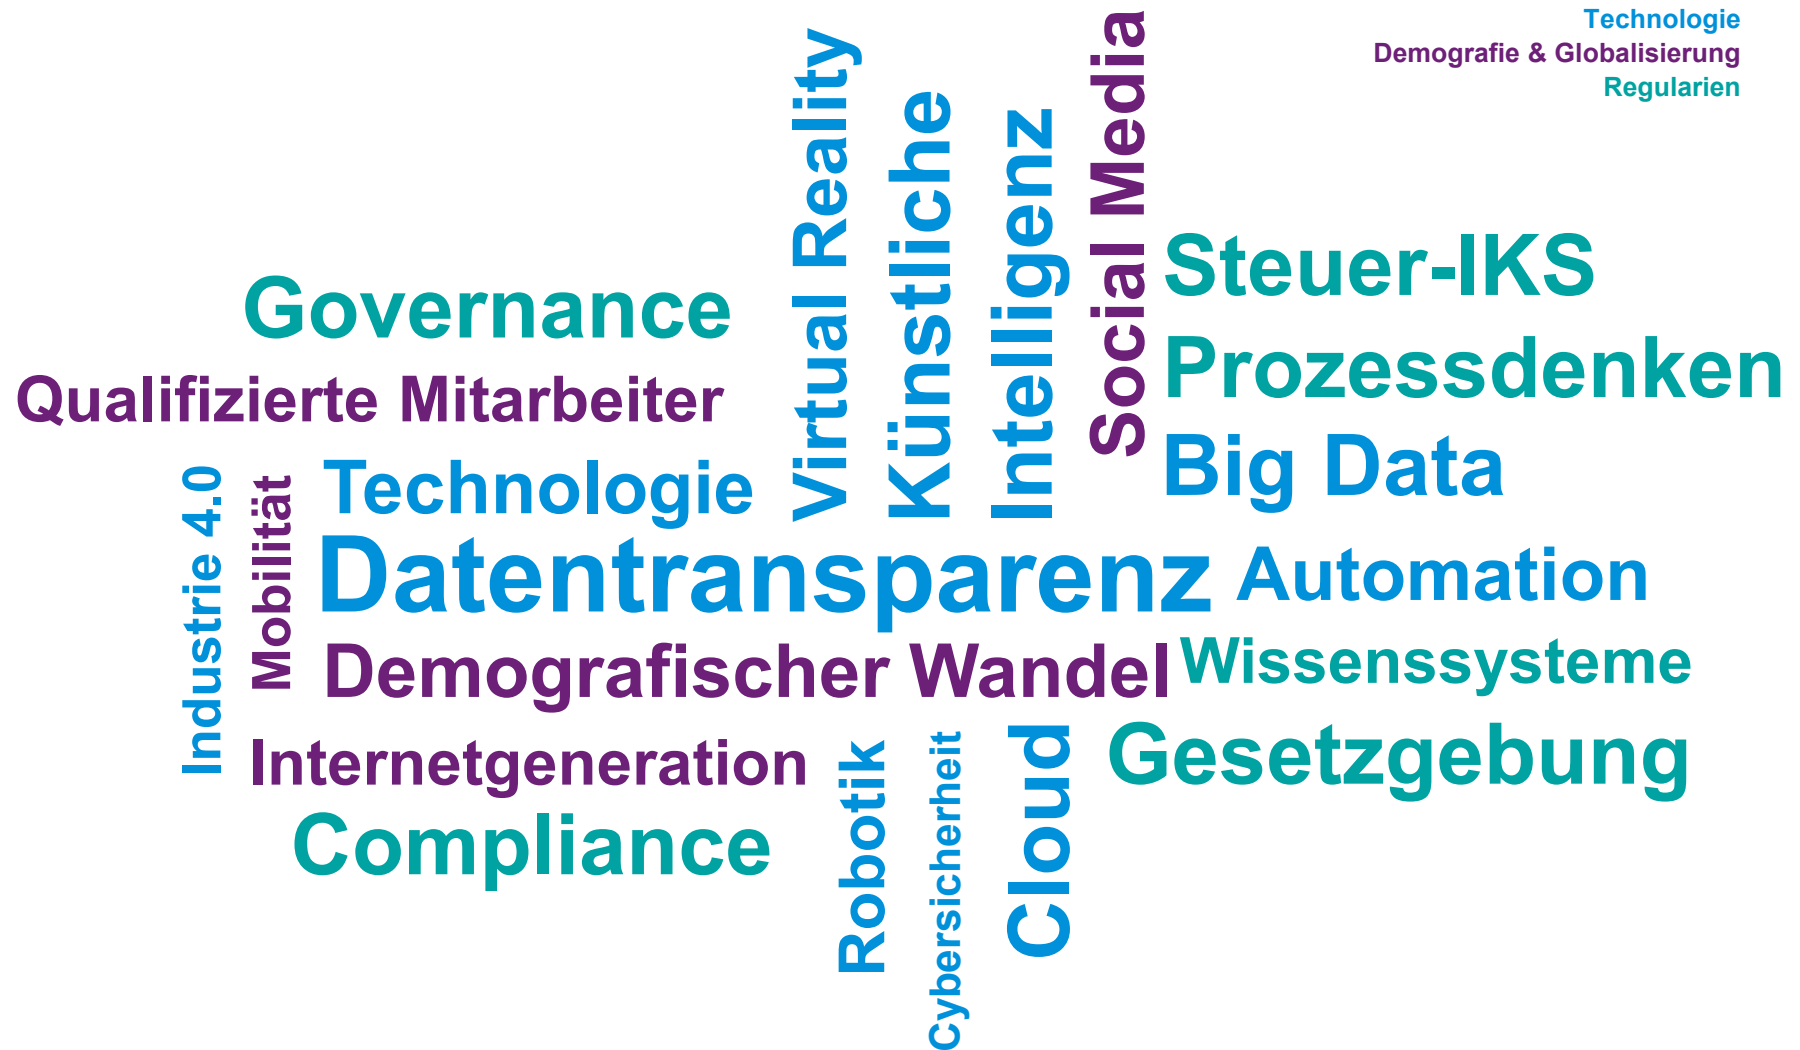 Technologie
Demografie & Globalisierung
Regularien
Virtual Reality
Künstliche
Intelligenz
Social Media
Steuer-IKS
Governance
Prozessdenken
Qualifizierte Mitarbeiter
Big Data
Technologie
Industrie 4.0
Mobilität
Datentransparenz
Automation
Demografischer Wandel
Wissenssysteme
Internetgeneration
Gesetzgebung
Compliance
Robotik
Cybersicherheit
Cloud